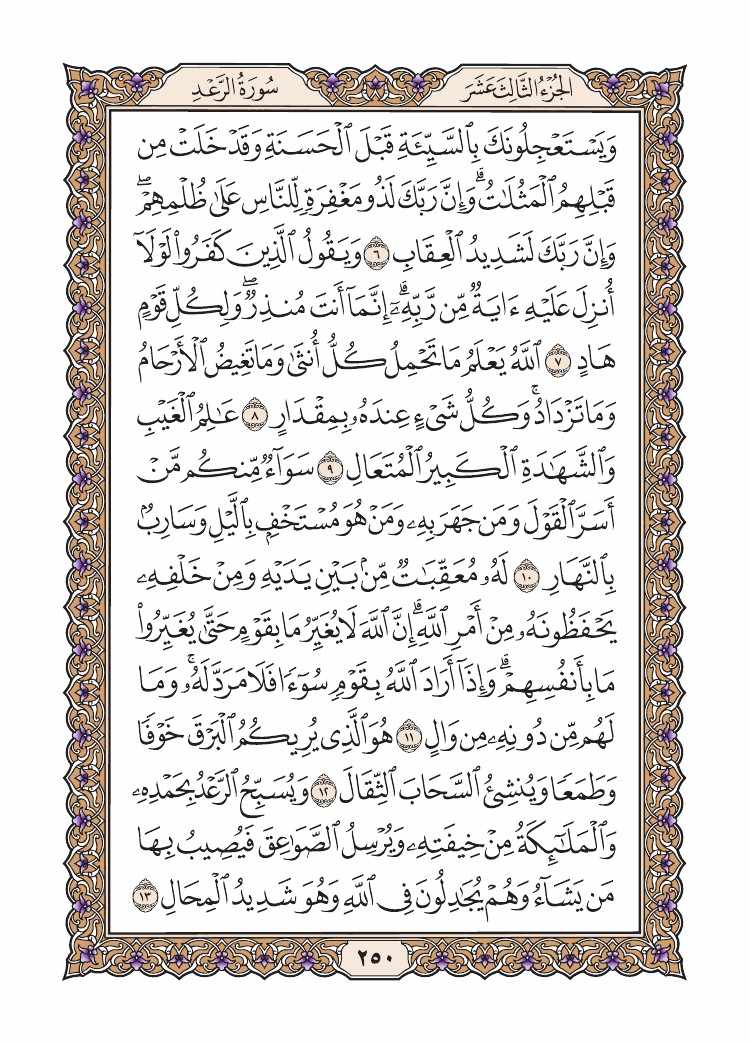 الجُزْءُ الثَّالِثَ عَشَرَ
سُورَةُ الرَّعْدِ
وَيَسْتَعْجِلُونَكَ بِٱلسَّيِّئَةِ قَبْلَ ٱلْحَسَنَةِ وَقَدْ خَلَتْ مِن
قَبْلِهِمُ ٱلْمَثُلَٰتُۗ وَإِنَّ رَبَّكَ لَذُو مَغْفِرَةٍ لِّلنَّاسِ عَلَىٰ ظُلْمِهِمْۖ
وَإِنَّ رَبَّكَ لَشَدِيدُ ٱلْعِقَابِ ٦ وَيَقُولُ ٱلَّذِينَ كَفَرُوا۟ لَوْلَآ
أُنزِلَ عَلَيْهِ ءَايَةٌ مِّن رَّبِّهِۦٓۗ إِنَّمَآ أَنتَ مُنذِرٌۖ وَلِكُلِّ قَوْمٍ
هَادٍ ٧ ٱللَّهُ يَعْلَمُ مَا تَحْمِلُ كُلُّ أُنثَىٰ وَمَا تَغِيضُ ٱلْأَرْحَامُ
وَمَا تَزْدَادُۚ وَكُلُّ شَىْءٍ عِندَهُۥ بِمِقْدَارٍ ٨ عَٰلِمُ ٱلْغَيْبِ
وَٱلشَّهَٰدَةِ ٱلْكَبِيرُ ٱلْمُتَعَالِ ٩ سَوَآءٌ مِّنكُم مَّنْ
أَسَرَّ ٱلْقَوْلَ وَمَن جَهَرَ بِهِۦ وَمَنْ هُوَ مُسْتَخْفٍۭ بِٱلَّيْلِ وَسَارِبٌۢ
بِٱلنَّهَارِ ١٠ لَهُۥ مُعَقِّبَٰتٌ مِّنۢ بَيْنِ يَدَيْهِ وَمِنْ خَلْفِهِۦ
يَحْفَظُونَهُۥ مِنْ أَمْرِ ٱللَّهِۗ إِنَّ ٱللَّهَ لَا يُغَيِّرُ مَا بِقَوْمٍ حَتَّىٰ يُغَيِّرُوا۟
مَا بِأَنفُسِهِمْۗ وَإِذَآ أَرَادَ ٱللَّهُ بِقَوْمٍ سُوٓءًا فَلَا مَرَدَّ لَهُۥۚ وَمَا
لَهُم مِّن دُونِهِۦ مِن وَالٍ ١١ هُوَ ٱلَّذِى يُرِيكُمُ ٱلْبَرْقَ خَوْفًا
وَطَمَعًا وَيُنشِئُ ٱلسَّحَابَ ٱلثِّقَالَ ١٢ وَيُسَبِّحُ ٱلرَّعْدُ بِحَمْدِهِۦ
وَٱلْمَلَٰٓئِكَةُ مِنْ خِيفَتِهِۦ وَيُرْسِلُ ٱلصَّوَٰعِقَ فَيُصِيبُ بِهَا
مَن يَشَآءُ وَهُمْ يُجَٰدِلُونَ فِى ٱللَّهِ وَهُوَ شَدِيدُ ٱلْمِحَالِ ١٣
٢٥٠